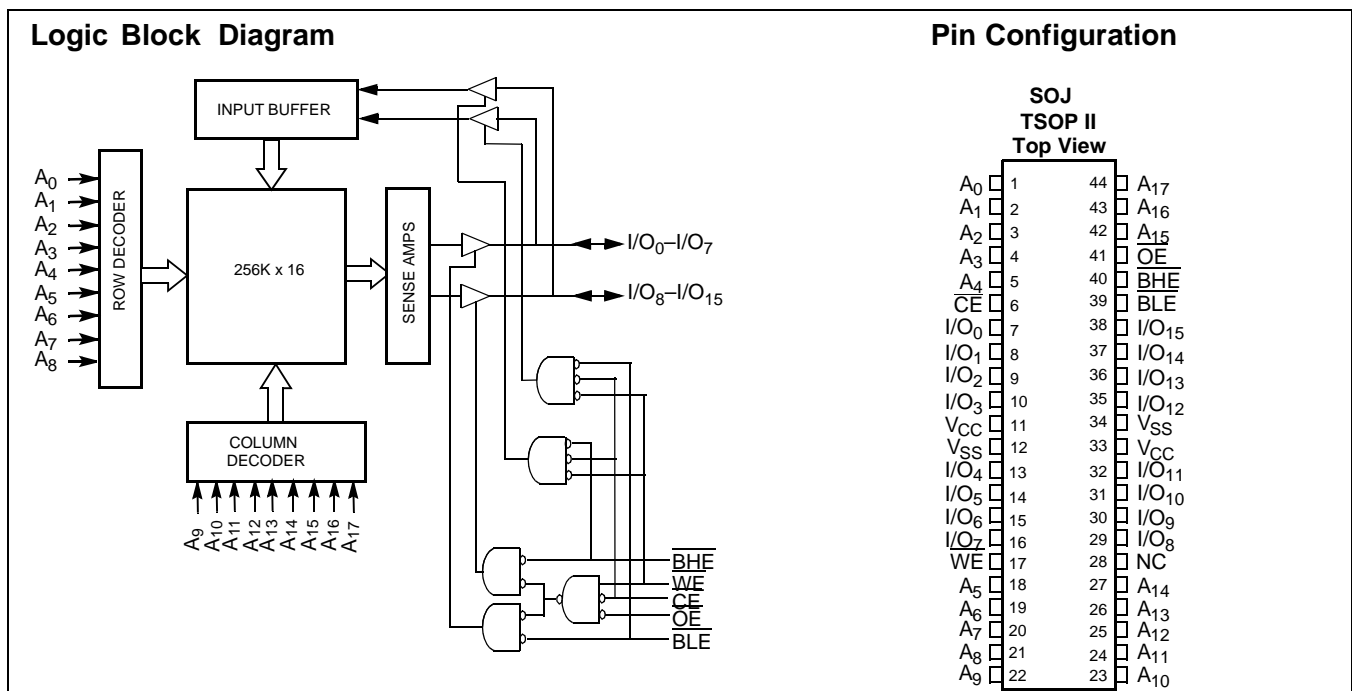 Logic Block Diagram
Pin Configuration
INPUT BUFFER
A0
A1
A2
A3
A4
A5
A6
A7
A8
ROW DECODER
256K x 16
SENSE AMPS
I/O0–I/O7
I/O8–I/O15
COLUMN DECODER
A9
A10
A11
A12
A13
A14
A15
A16
A17
BHE
WE
CE
OE
BLE
SOJ
TSOP II
Top View
A0 1 44 A17
A1 2 43 A16
A2 3 42 A15
A3 4 41 OE
A4 5 40 BHE
CE 6 39 BLE
I/O0 7 38 I/O15
I/O1 8 37 I/O14
I/O2 9 36 I/O13
I/O3 10 35 I/O12
VCC 11 34 VSS
VSS 12 33 VCC
I/O4 13 32 I/O11
I/O5 14 31 I/O10
I/O6 15 30 I/O9
I/O7 16 29 I/O8
WE 17 28 NC
A5 18 27 A14
A6 19 26 A13
A7 20 25 A12
A8 21 24 A11
A9 22 23 A10